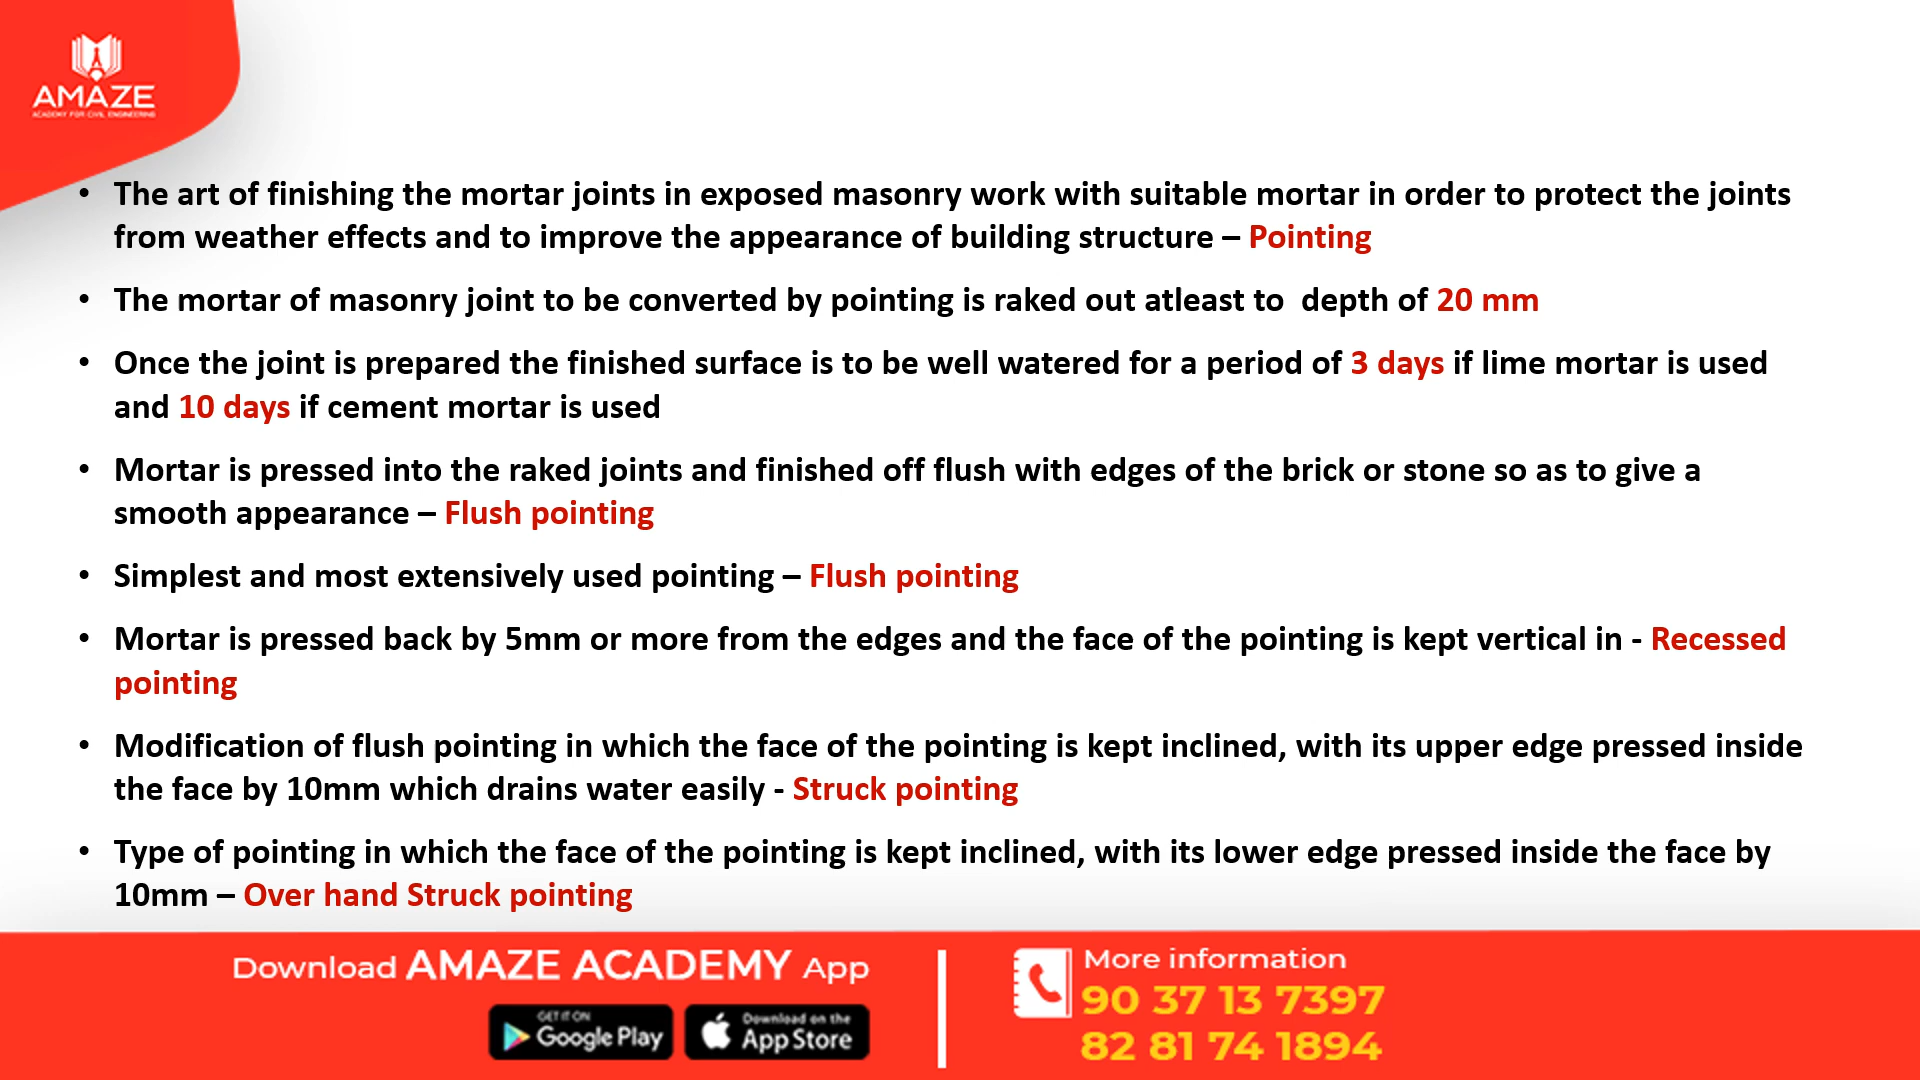 AMAZE
ACADEMY FOR CIVIL ENGINEERING
• The art of finishing the mortar joints in exposed masonry work with suitable mortar in order to protect the joints
from weather effects and to improve the appearance of building structure – Pointing
• The mortar of masonry joint to be converted by pointing is raked out atleast to  depth of 20 mm
• Once the joint is prepared the finished surface is to be well watered for a period of 3 days if lime mortar is used
and 10 days if cement mortar is used
• Mortar is pressed into the raked joints and finished off flush with edges of the brick or stone so as to give a
smooth appearance – Flush pointing
• Simplest and most extensively used pointing – Flush pointing
• Mortar is pressed back by 5mm or more from the edges and the face of the pointing is kept vertical in - Recessed
pointing
• Modification of flush pointing in which the face of the pointing is kept inclined, with its upper edge pressed inside
the face by 10mm which drains water easily - Struck pointing
• Type of pointing in which the face of the pointing is kept inclined, with its lower edge pressed inside the face by
10mm – Over hand Struck pointing
Download AMAZE ACADEMY App
GET IT ON
Google Play
Download on the
App Store
More information
90 37 13 7397
82 81 74 1894